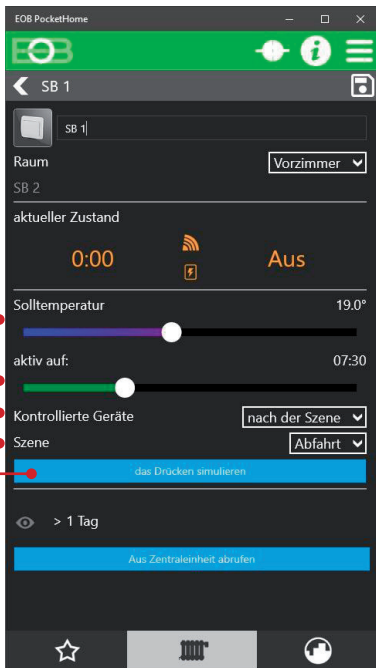 EOB PocketHome
EOB
SB 1
SB 1
Raum Vorzimmer
SB 2
aktueller Zustand
0:00 Aus
Solltemperatur 19.0°
aktiv auf: 07:30
Kontrollierte Geräte nach der Szene
Szene Abfahrt
das Drücken simulieren
> 1 Tag
Aus Zentraleinheit abrufen